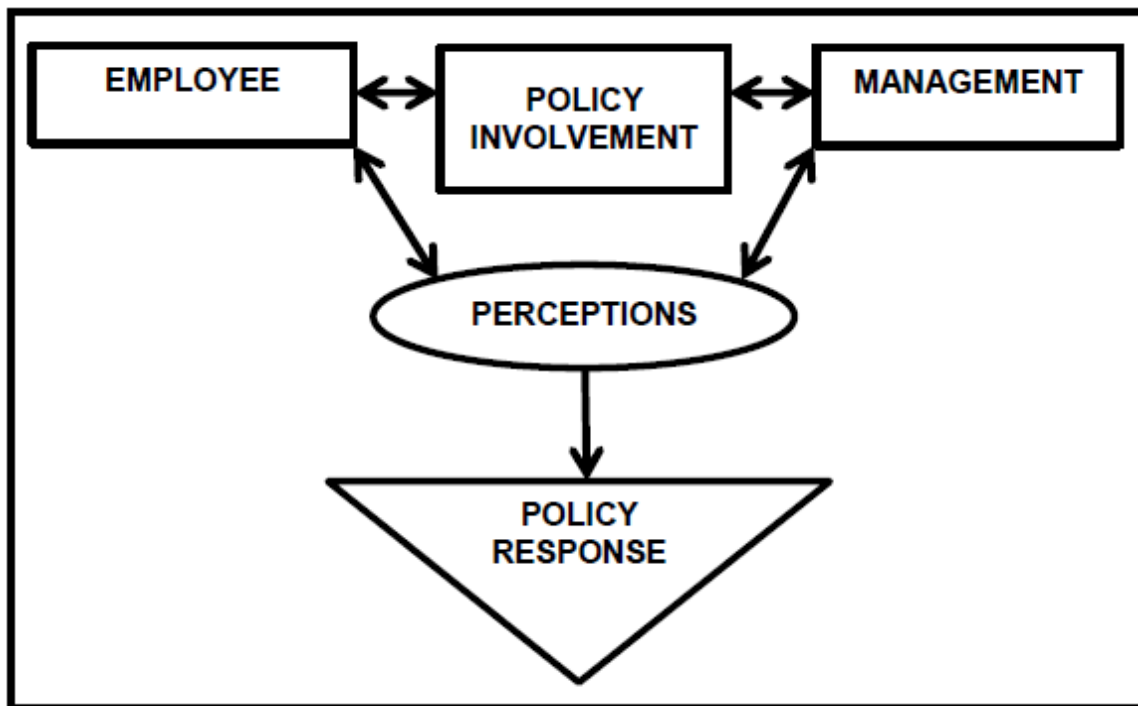 EMPLOYEE
POLICY
INVOLVEMENT
MANAGEMENT
PERCEPTIONS
POLICY
RESPONSE